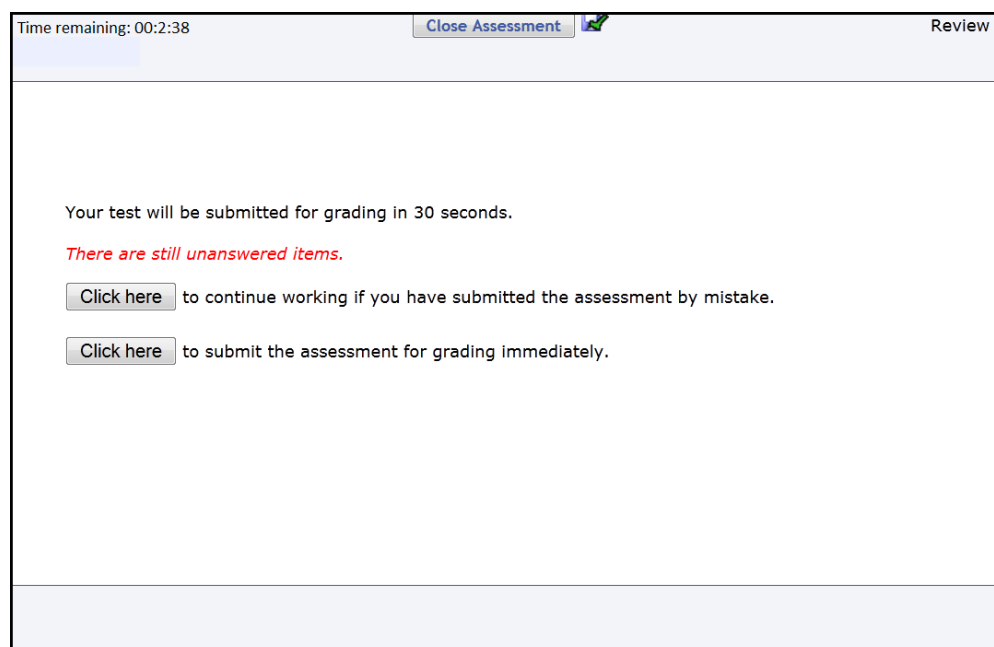 Time remaining: 00:2:38
Close Assessment
Review
Your test will be submitted for grading in 30 seconds.
There are still unanswered items.
Click here to continue working if you have submitted the assessment by mistake.
Click here to submit the assessment for grading immediately.